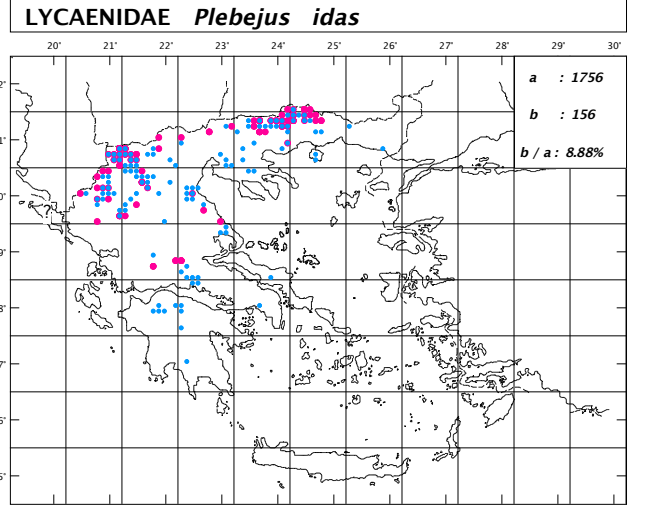 LYCAENIDAE Plebejus idas
20° 21° 22° 23° 24° 25° 26° 27° 28° 29° 30°
a : 1756
b : 156
b / a : 8.88%